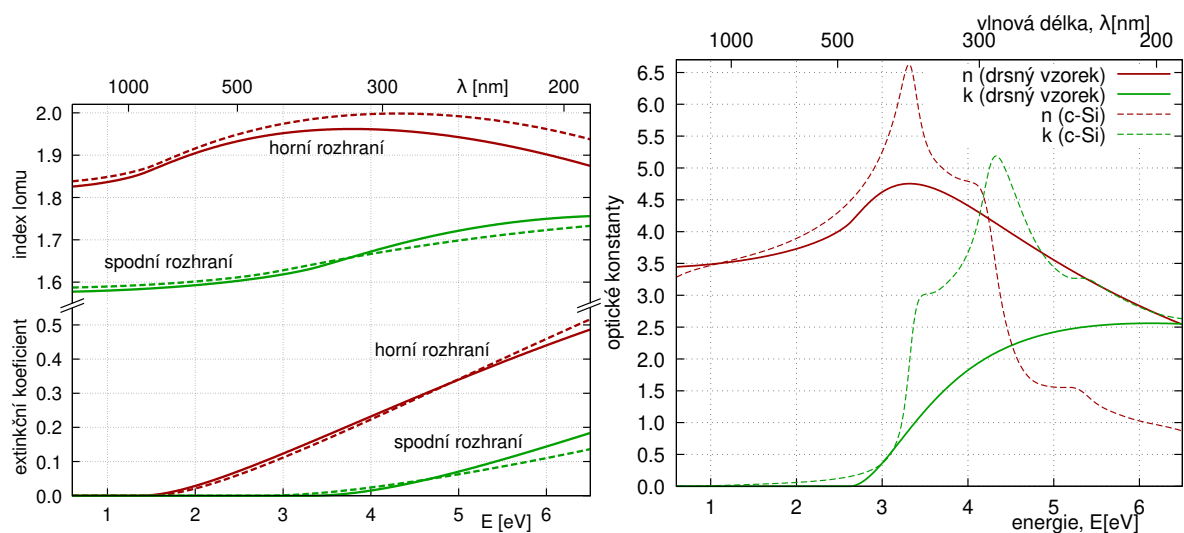 1000 500 300 200
λ [nm]
2.0
1.9
1.8
1.7
1.6
0.5
0.4
0.3
0.2
0.1
0.0
index lomu
extinkční koeficient
horní rozhraní
spodní rozhraní
horní rozhraní
spodní rozhraní
1 2 3 4 5 6
E [eV]
vlnová délka, λ[nm]
1000 500 300 200
6.5
6.0
5.5
5.0
4.5
4.0
3.5
3.0
2.5
2.0
1.5
1.0
0.5
0.0
optické konstanty
n (drsný vzorek)
k (drsný vzorek)
n (c-Si)
k (c-Si)
1 2 3 4 5 6
energie, E[eV]